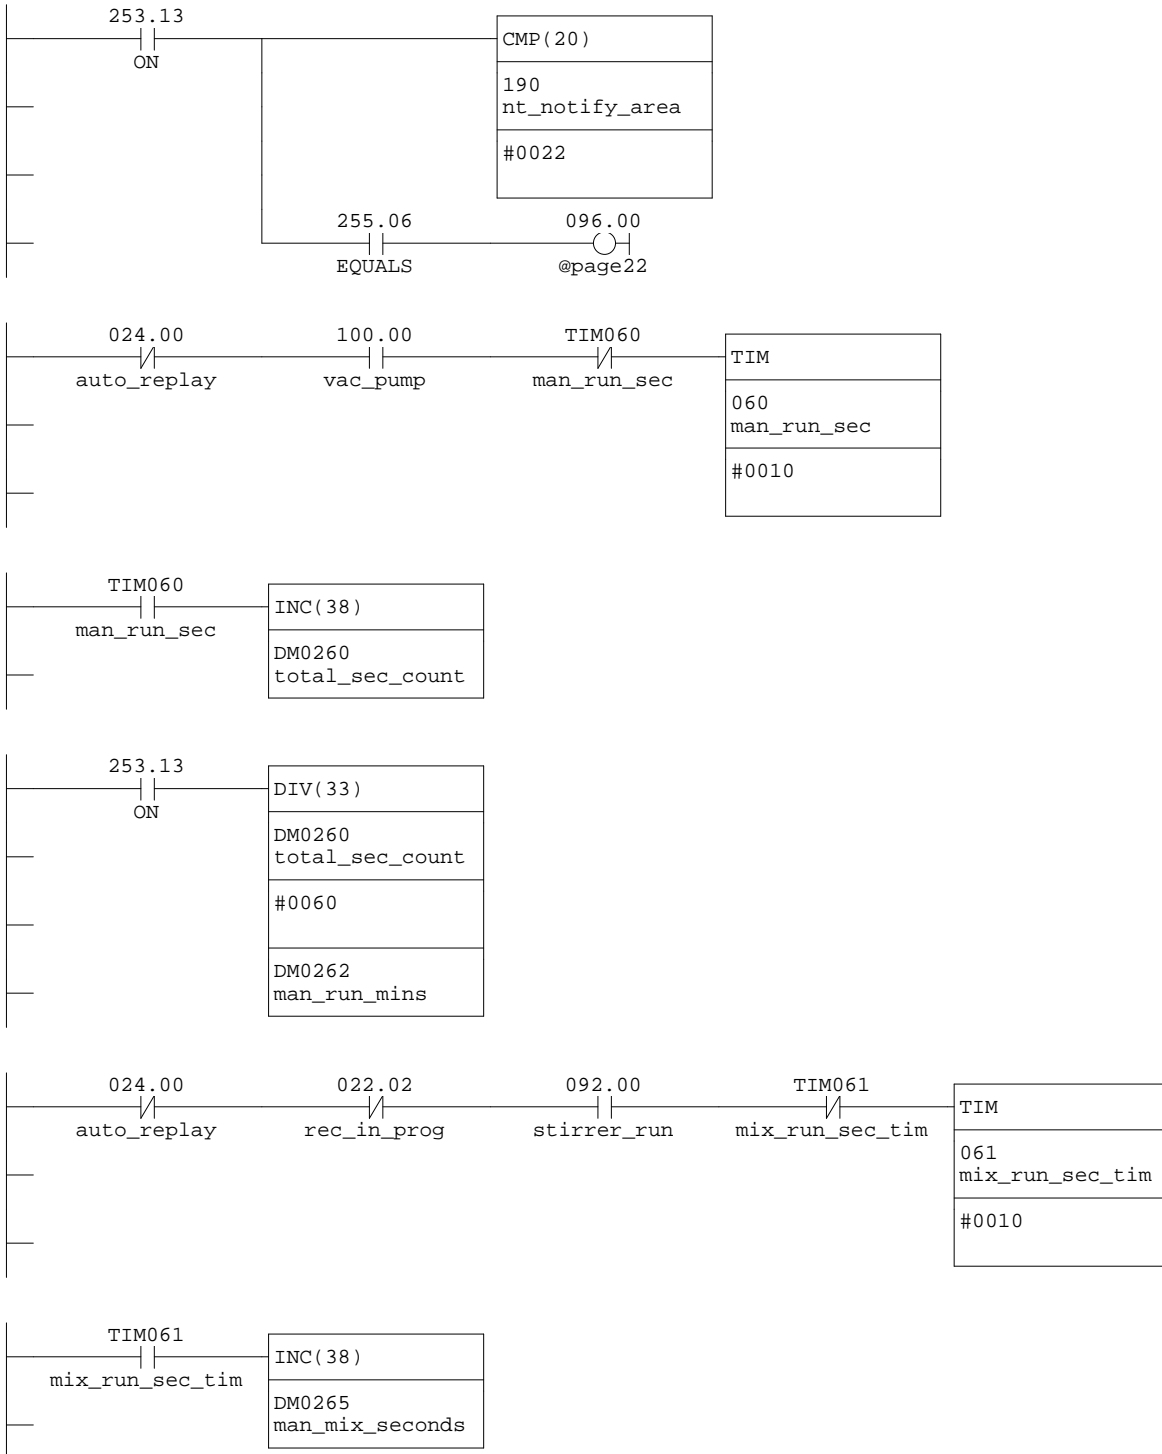 253.13
ON
CMP(20)
190
nt_notify_area
#0022
255.06
EQUALS
096.00
@page22
024.00
auto_replay
100.00
vac_pump
TIM060
man_run_sec
TIM
060
man_run_sec
#0010
TIM060
man_run_sec
INC(38)
DM0260
total_sec_count
253.13
ON
DIV(33)
DM0260
total_sec_count
#0060
DM0262
man_run_mins
024.00
auto_replay
022.02
rec_in_prog
092.00
stirrer_run
TIM061
mix_run_sec_tim
TIM
061
mix_run_sec_tim
#0010
TIM061
mix_run_sec_tim
INC(38)
DM0265
man_mix_seconds